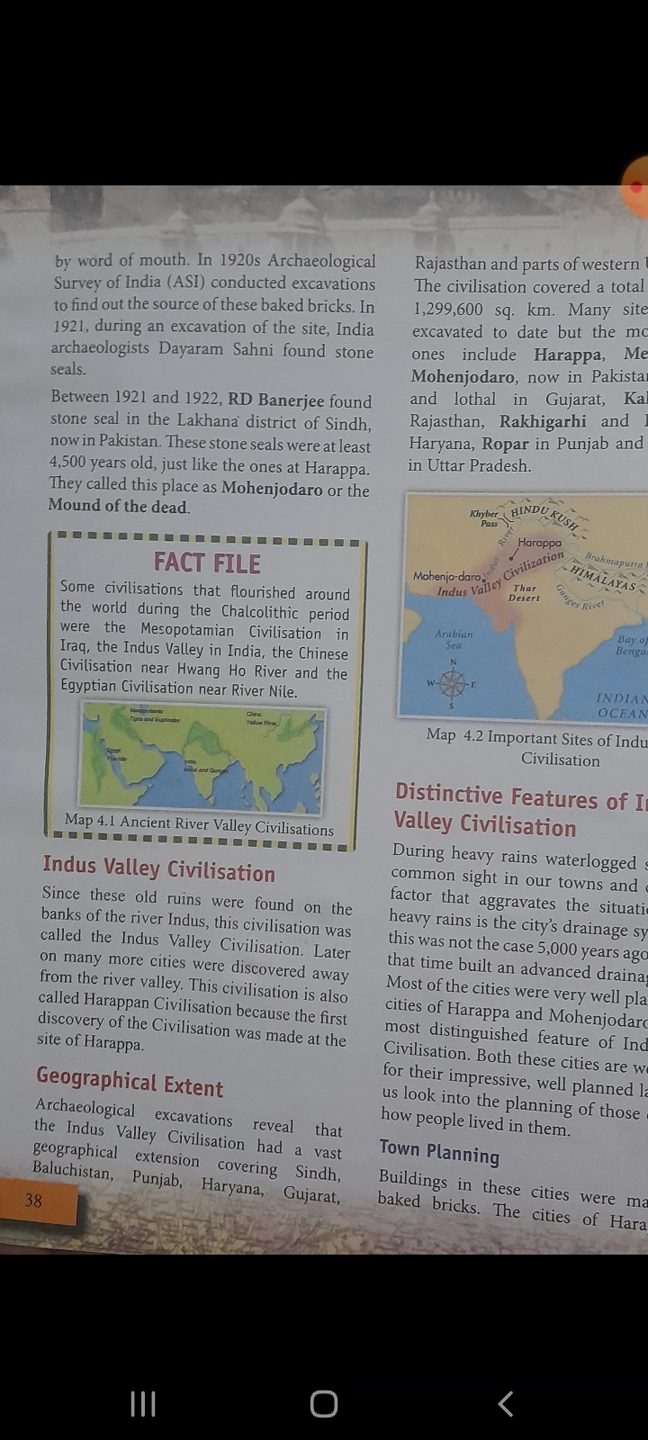 by word of mouth. In 1920s Archaeological
Survey of India (ASI) conducted excavations
to find out the source of these baked bricks. In
1921, during an excavation of the site, India
archaeologists Dayaram Sahni found stone
seals.
Between 1921 and 1922, RD Banerjee found
stone seal in the Lakhana district of Sindh,
now in Pakistan. These stone seals were at least
4,500 years old, just like the ones at Harappa.
They called this place as Mohenjodaro or the
Mound of the dead.
FACT FILE
Some civilisations that flourished around
the world during the Chalcolithic period
were the Mesopotamian Civilisation in
Iraq, the Indus Valley in India, the Chinese
Civilisation near Hwang Ho River and the
Egyptian Civilisation near River Nile.
Tigris and Euphrates
China
Yellow River
Egypt
India
Map 4.1 Ancient River Valley Civilisations
Indus Valley Civilisation
Since these old ruins were found on the
banks of the river Indus, this civilisation was
called the Indus Valley Civilisation. Later
on many more cities were discovered away
from the river valley. This civilisation is also
called Harappan Civilisation because the first
discovery of the Civilisation was made at the
site of Harappa.
Geographical Extent
Archaeological excavations reveal that
the Indus Valley Civilisation had a vast
geographical extension covering Sindh,
Baluchistan, Punjab, Haryana, Gujarat,
38
Rajasthan and parts of western
The civilisation covered a total
1,299,600 sq. km. Many site
excavated to date but the mo
ones include Harappa, Me
Mohenjodaro, now in Pakista
and lothal in Gujarat, Kal
Rajasthan, Rakhigarhi and
Haryana, Ropar in Punjab and
in Uttar Pradesh.
Khyber
Pass
HINDU KUSH
Indus River
Harappa
Mohenjo-daro
Indus Valley Civilization
Brahmaputra
HIMALAYAS
Thar
Desert
Ganges River
Arabian
Sea
Bay of
Benga
N
W
E
S
INDIAN
OCEAN
Map 4.2 Important Sites of Indu
Civilisation
Distinctive Features of I
Valley Civilisation
During heavy rains waterlogged s
common sight in our towns and
factor that aggravates the situati
heavy rains is the city's drainage sy
this was not the case 5,000 years ago
that time built an advanced drainag
Most of the cities were very well pla
cities of Harappa and Mohenjodaro
most distinguished feature of Ind
Civilisation. Both these cities are w
for their impressive, well planned la
us look into the planning of those
how people lived in them.
Town Planning
Buildings in these cities were ma
baked bricks. The cities of Hara